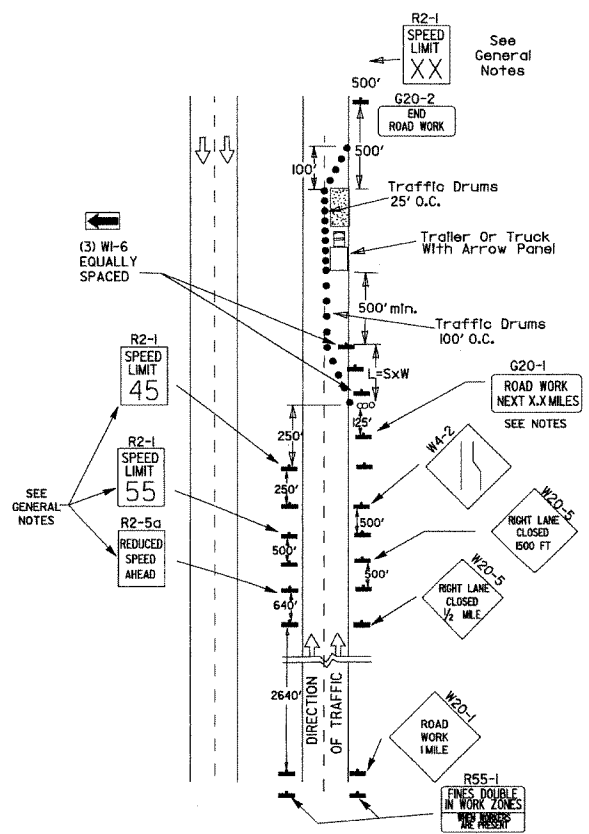 R2-1
SPEED
LIMIT
XX
See
General
Notes
500'
G20-2
END
ROAD WORK
500'
100'
Traffic Drums
25' O.C.
Trailer Or Truck
With Arrow Panel
(3) W1-6
EQUALLY
SPACED
500' min.
Traffic Drums
100' O.C.
R2-1
SPEED
LIMIT
45
L=SxW
G20-1
ROAD WORK
NEXT X.X MILES
SEE NOTES
125'
250'
W4-2
250'
R2-1
SPEED
LIMIT
55
SEE
GENERAL
NOTES
500'
W20-5
RIGHT LANE
CLOSED
1500 FT
R2-5a
REDUCED
SPEED
AHEAD
500'
500'
W20-5
RIGHT LANE
CLOSED
1/2 MILE
640'
2640'
DIRECTION
OF TRAFFIC
W20-1
ROAD
WORK
1 MILE
R55-1
FINES DOUBLE
IN WORK ZONES
WHEN WORKERS
ARE PRESENT